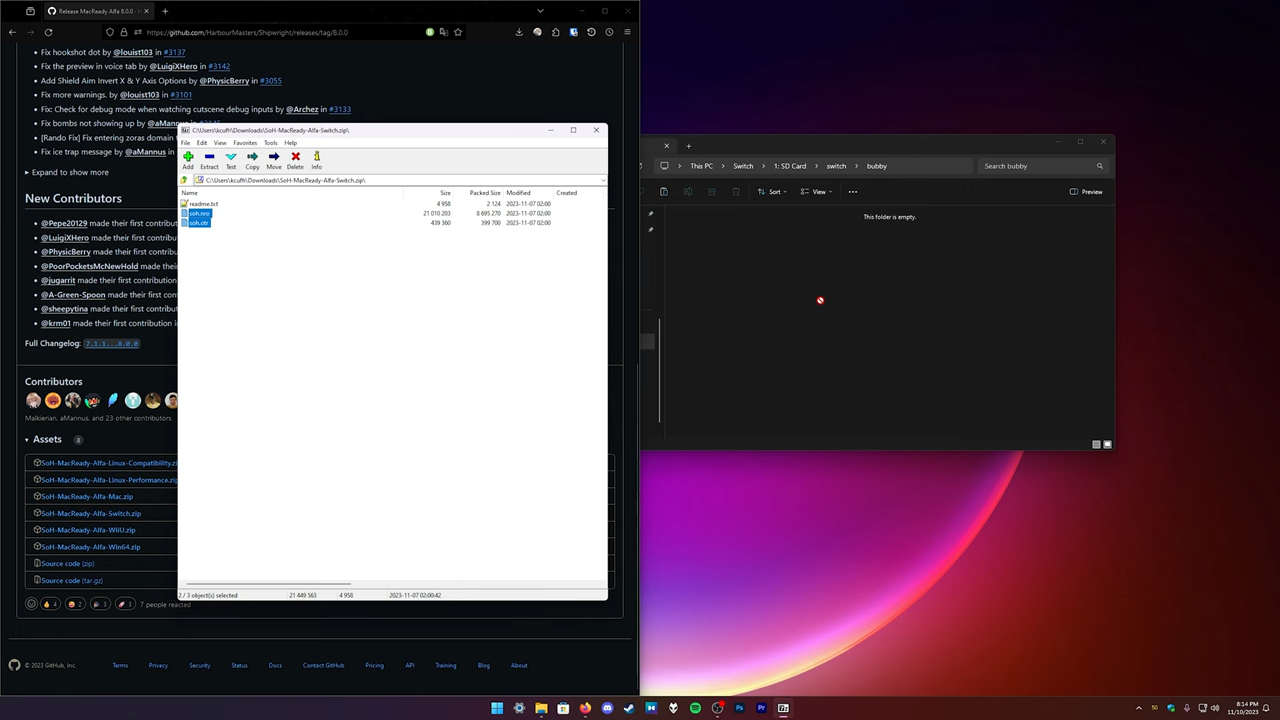 Release MacReady Alfa 8.0.0
https://github.com/HarbourMasters/Shipwright/releases/tag/8.0.0
Fix hookshot dot by @louist103 in #3137
Fix the preview in voice tab by @LuigiXHero in #3142
Add Shield Aim Invert X & Y Axis Options by @PhysicBerry in #3055
Fix more warnings. by @louist103 in #3101
Fix: Check for debug mode when watching cutscene debug inputs by @Archez in #3133
Fix bombs not showing up by @aMannus
[Rando Fix] Fix entering zoras domain
Fix ice trap message by @aMannus
Expand to show more
New Contributors
@Pepe20129 made their first
@LuigiXHero made their first
@PhysicBerry made their first
@PoorPocketsMcNewHold made their
@jugarrit made their first contribution
@A-Green-Spoon made their first
@sheepytina made their first
@krm01 made their first contribution
Full Changelog: 7.1.1...8.0.0
Contributors
Malkierian, aMannus, and 23 other contributors
Assets 8
SoH-MacReady-Alfa-Linux-Compatibility.zi
SoH-MacReady-Alfa-Linux-Performance.zip
SoH-MacReady-Alfa-Mac.zip
SoH-MacReady-Alfa-Switch.zip
SoH-MacReady-Alfa-WiiU.zip
SoH-MacReady-Alfa-Win64.zip
Source code (zip)
Source code (tar.gz)
4 2 3 3 7 people reacted
© 2023 GitHub, Inc. Terms Privacy Security Status Docs Contact GitHub Pricing API Training Blog About
C:\Users\kcufh\Downloads\SoH-MacReady-Alfa-Switch.zip\
File Edit View Favorites Tools Help
Add Extract Test Copy Move Delete Info
C:\Users\kcufh\Downloads\SoH-MacReady-Alfa-Switch.zip\
Name Size Packed Size Modified Created
readme.txt 4 958 2 124 2023-11-07 02:00
soh.nro 21 010 203 8 695 270 2023-11-07 02:00
soh.otr 439 360 399 700 2023-11-07 02:00
2 / 3 object(s) selected 21 449 563 4 958 2023-11-07 02:00:42
This PC 1: SD Card switch bubby Search bubby
Sort View Preview
This folder is empty.
50 8:14 PM
11/10/2023